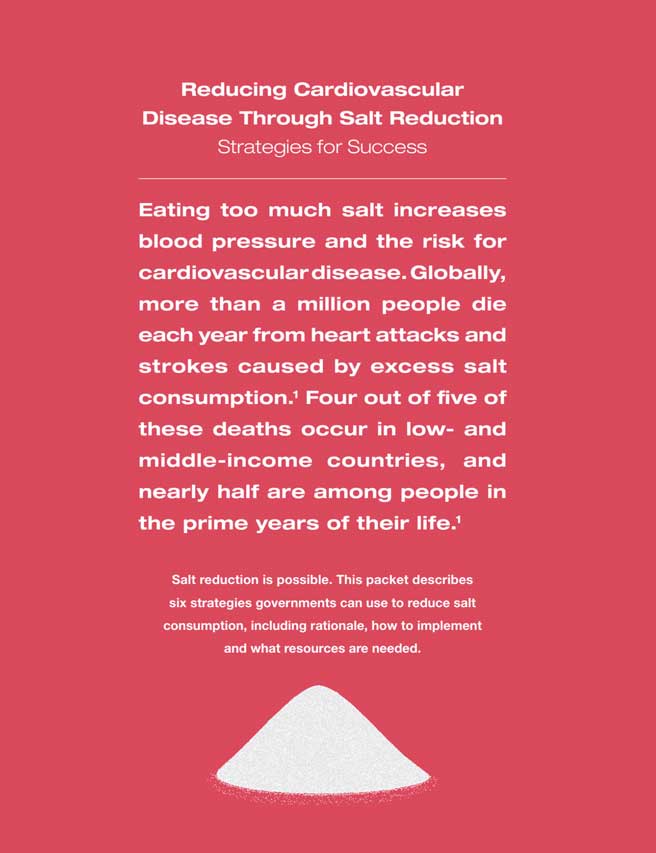 Reducing Cardiovascular
Disease Through Salt Reduction
Strategies for Success
Eating too much salt increases
blood pressure and the risk for
cardiovascular disease. Globally,
more than a million people die
each year from heart attacks and
strokes caused by excess salt
consumption.¹ Four out of five of
these deaths occur in low- and
middle-income countries, and
nearly half are among people in
the prime years of their life.¹
Salt reduction is possible. This packet describes
six strategies governments can use to reduce salt
consumption, including rationale, how to implement
and what resources are needed.